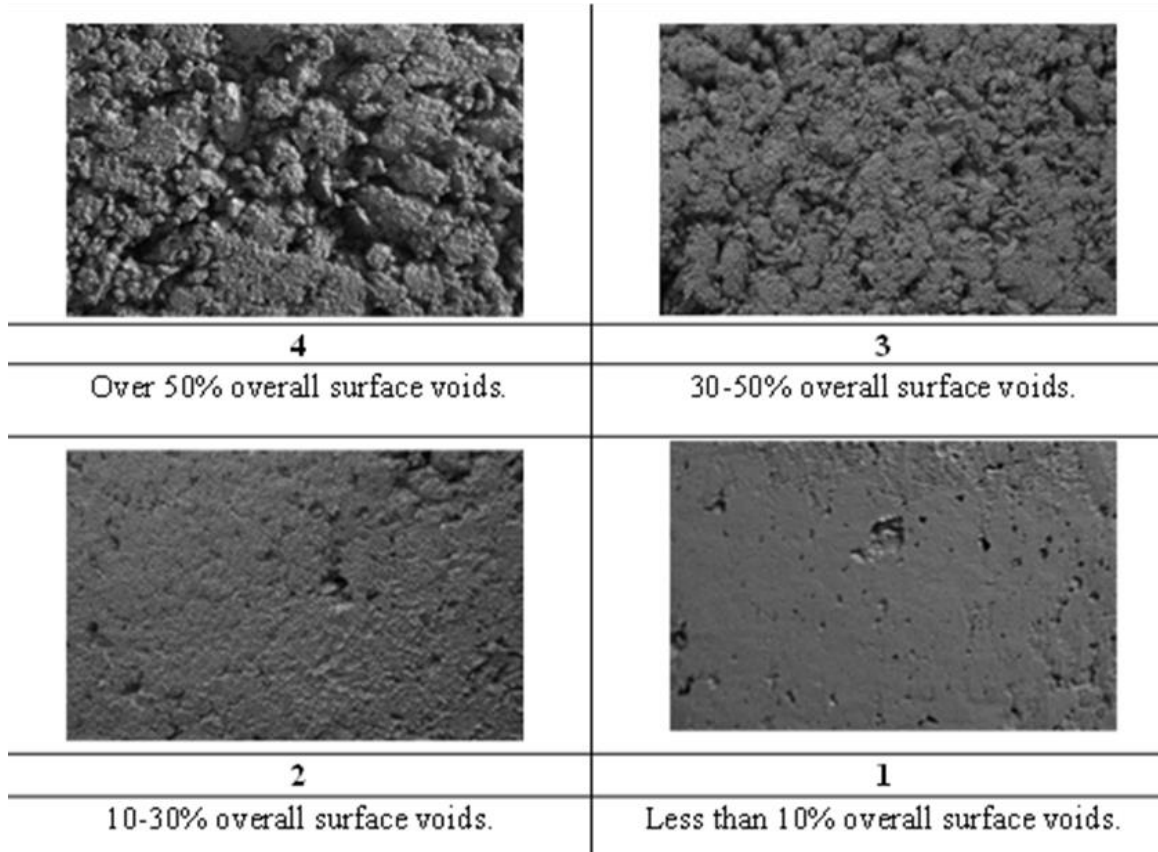 4
3
Over 50% overall surface voids.
30-50% overall surface voids.
2
1
10-30% overall surface voids.
Less than 10% overall surface voids.